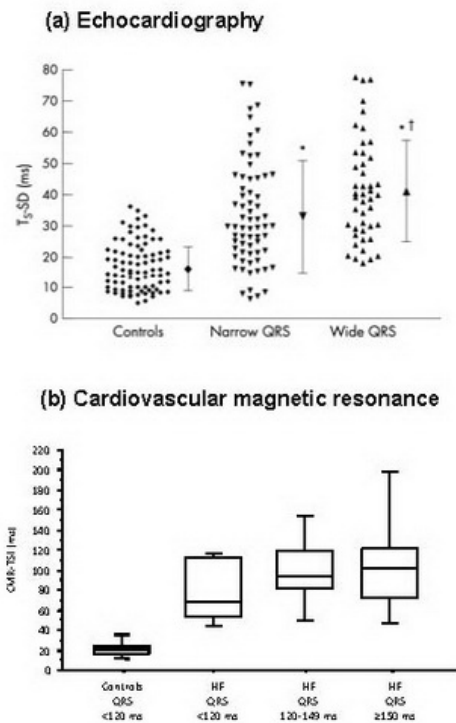 (a) Echocardiography
80
70
60
50
40
30
20
10
0
TS-SD (ms)
*
* †
Controls Narrow QRS Wide QRS
(b) Cardiovascular magnetic resonance
220
200
180
160
140
120
100
80
60
40
20
0
CMR-TSI (ms)
Controls HF HF HF
QRS QRS QRS QRS
<120 ms <120 ms 120-149 ms ≥150 ms